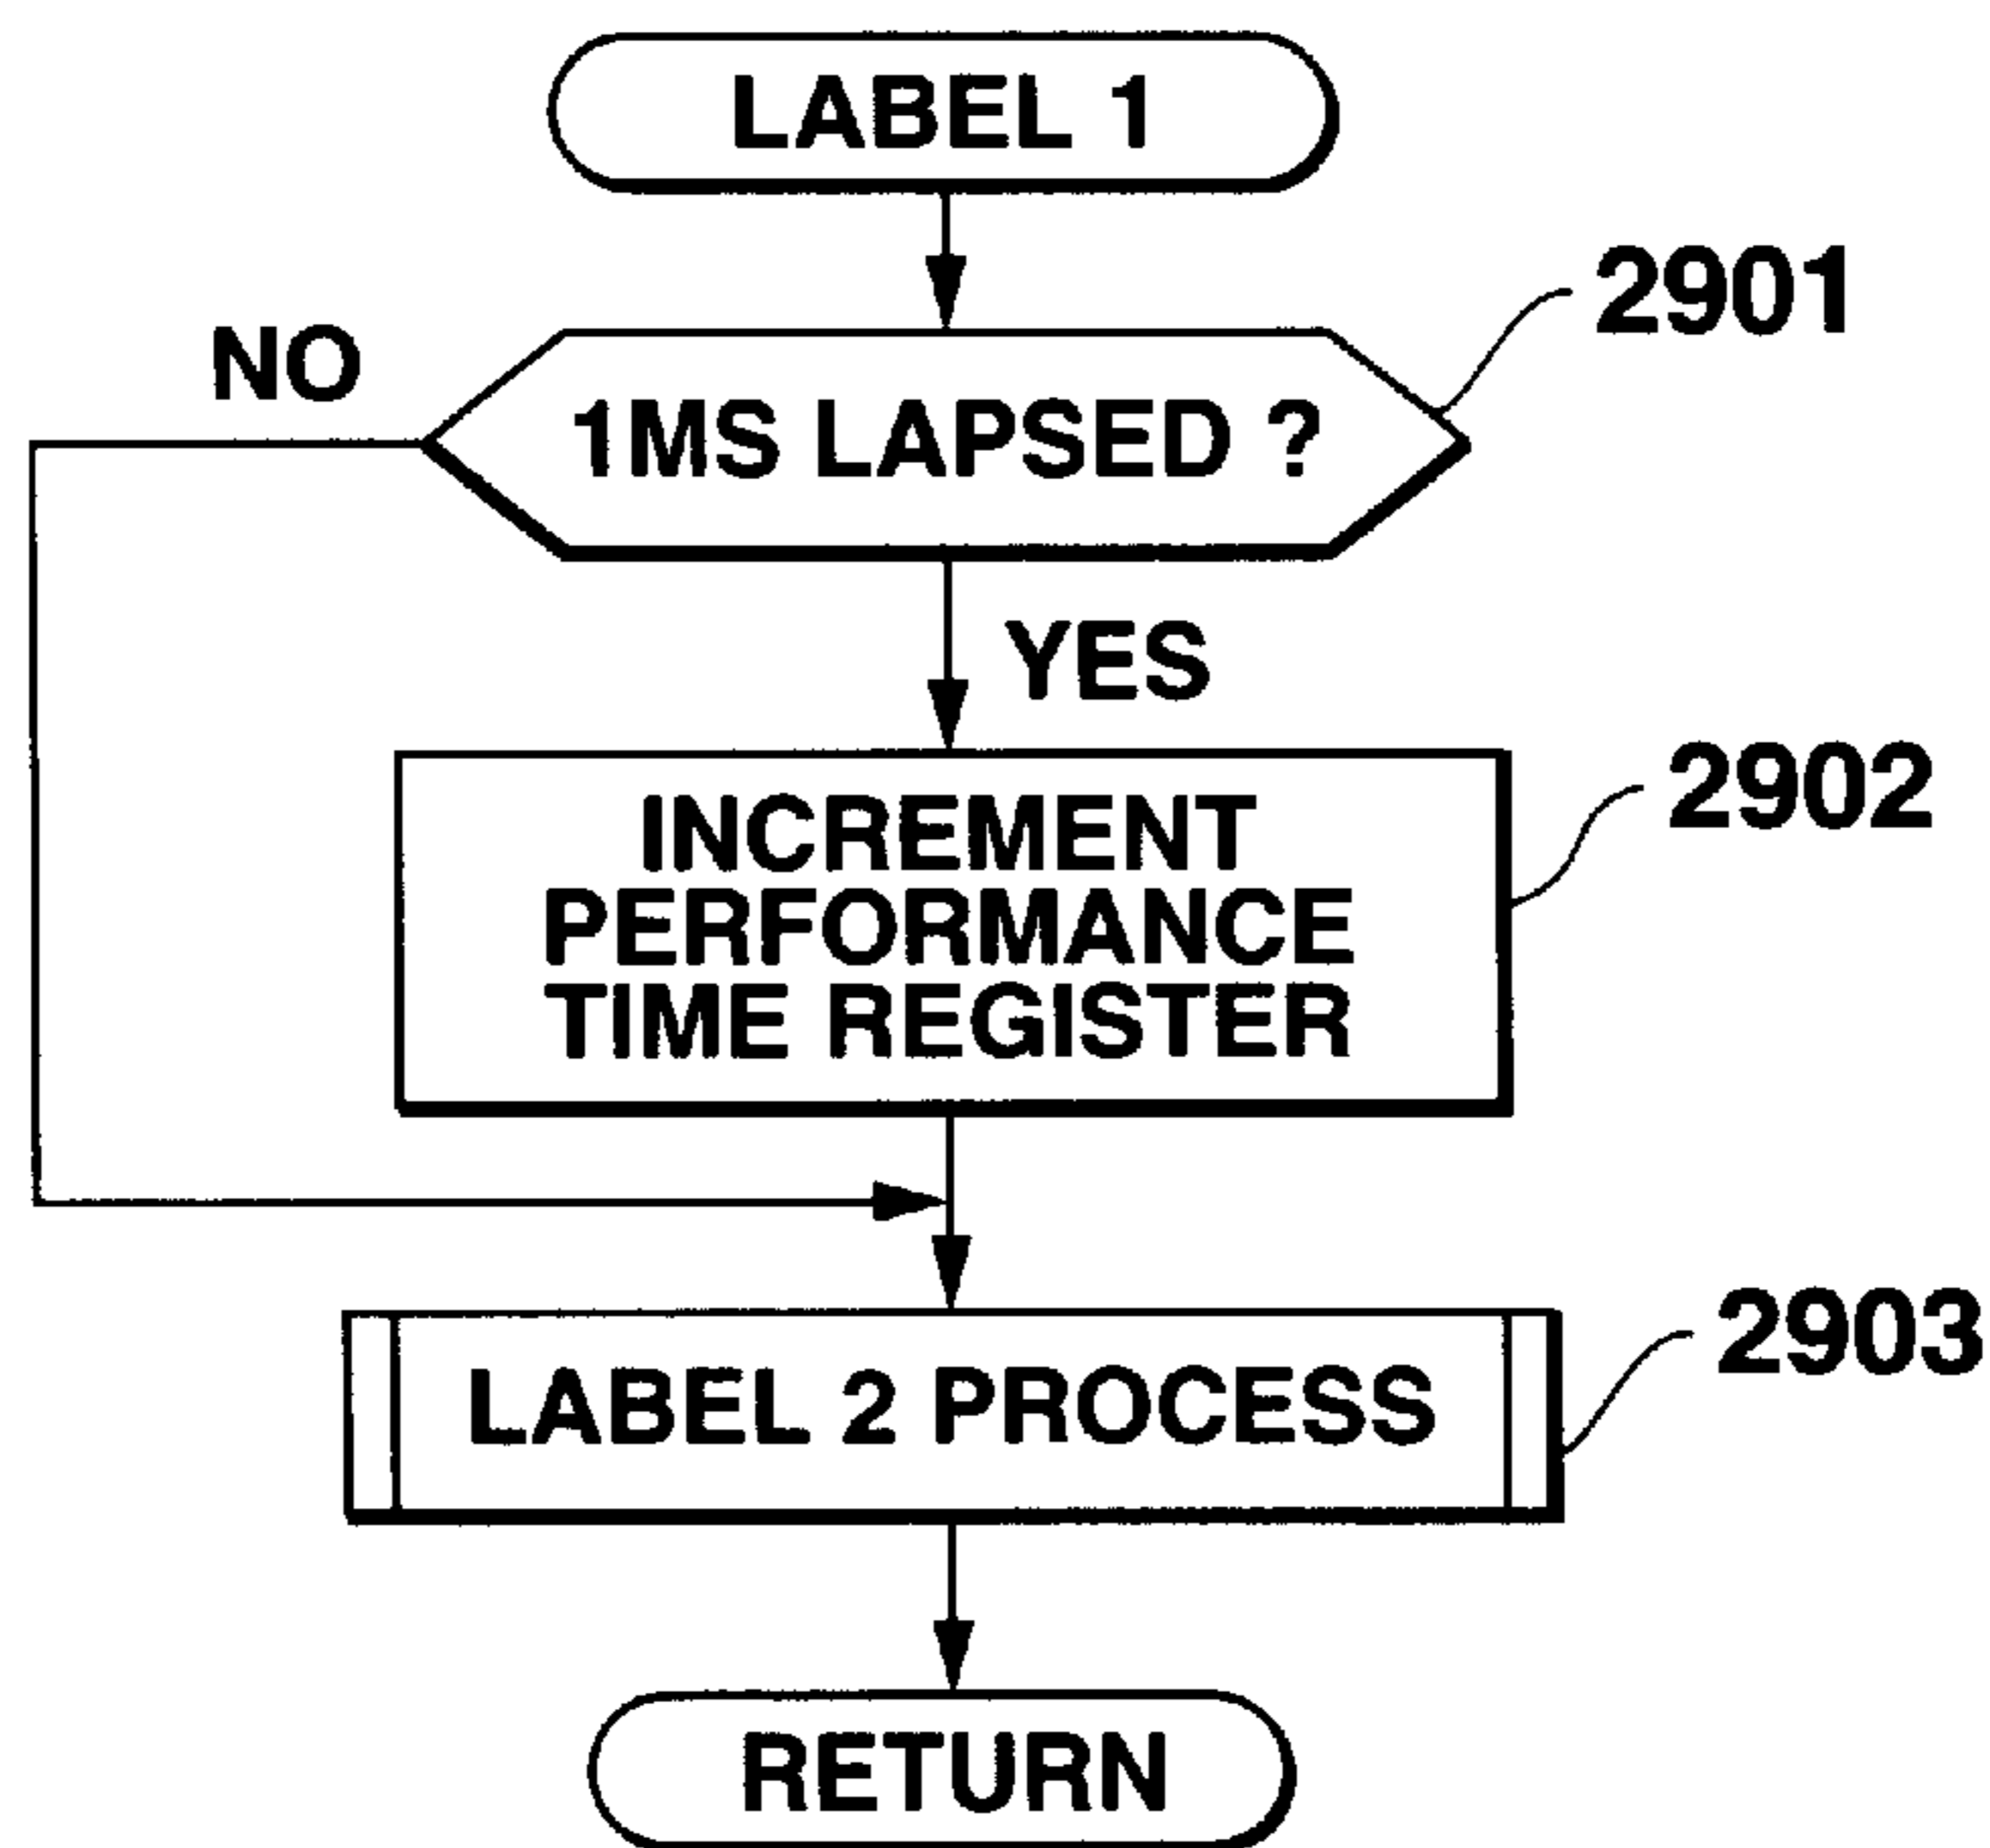 LABEL 1
2901
NO
1MS LAPSED ?
YES
2902
INCREMENT
PERFORMANCE
TIME REGISTER
2903
LABEL 2 PROCESS
RETURN